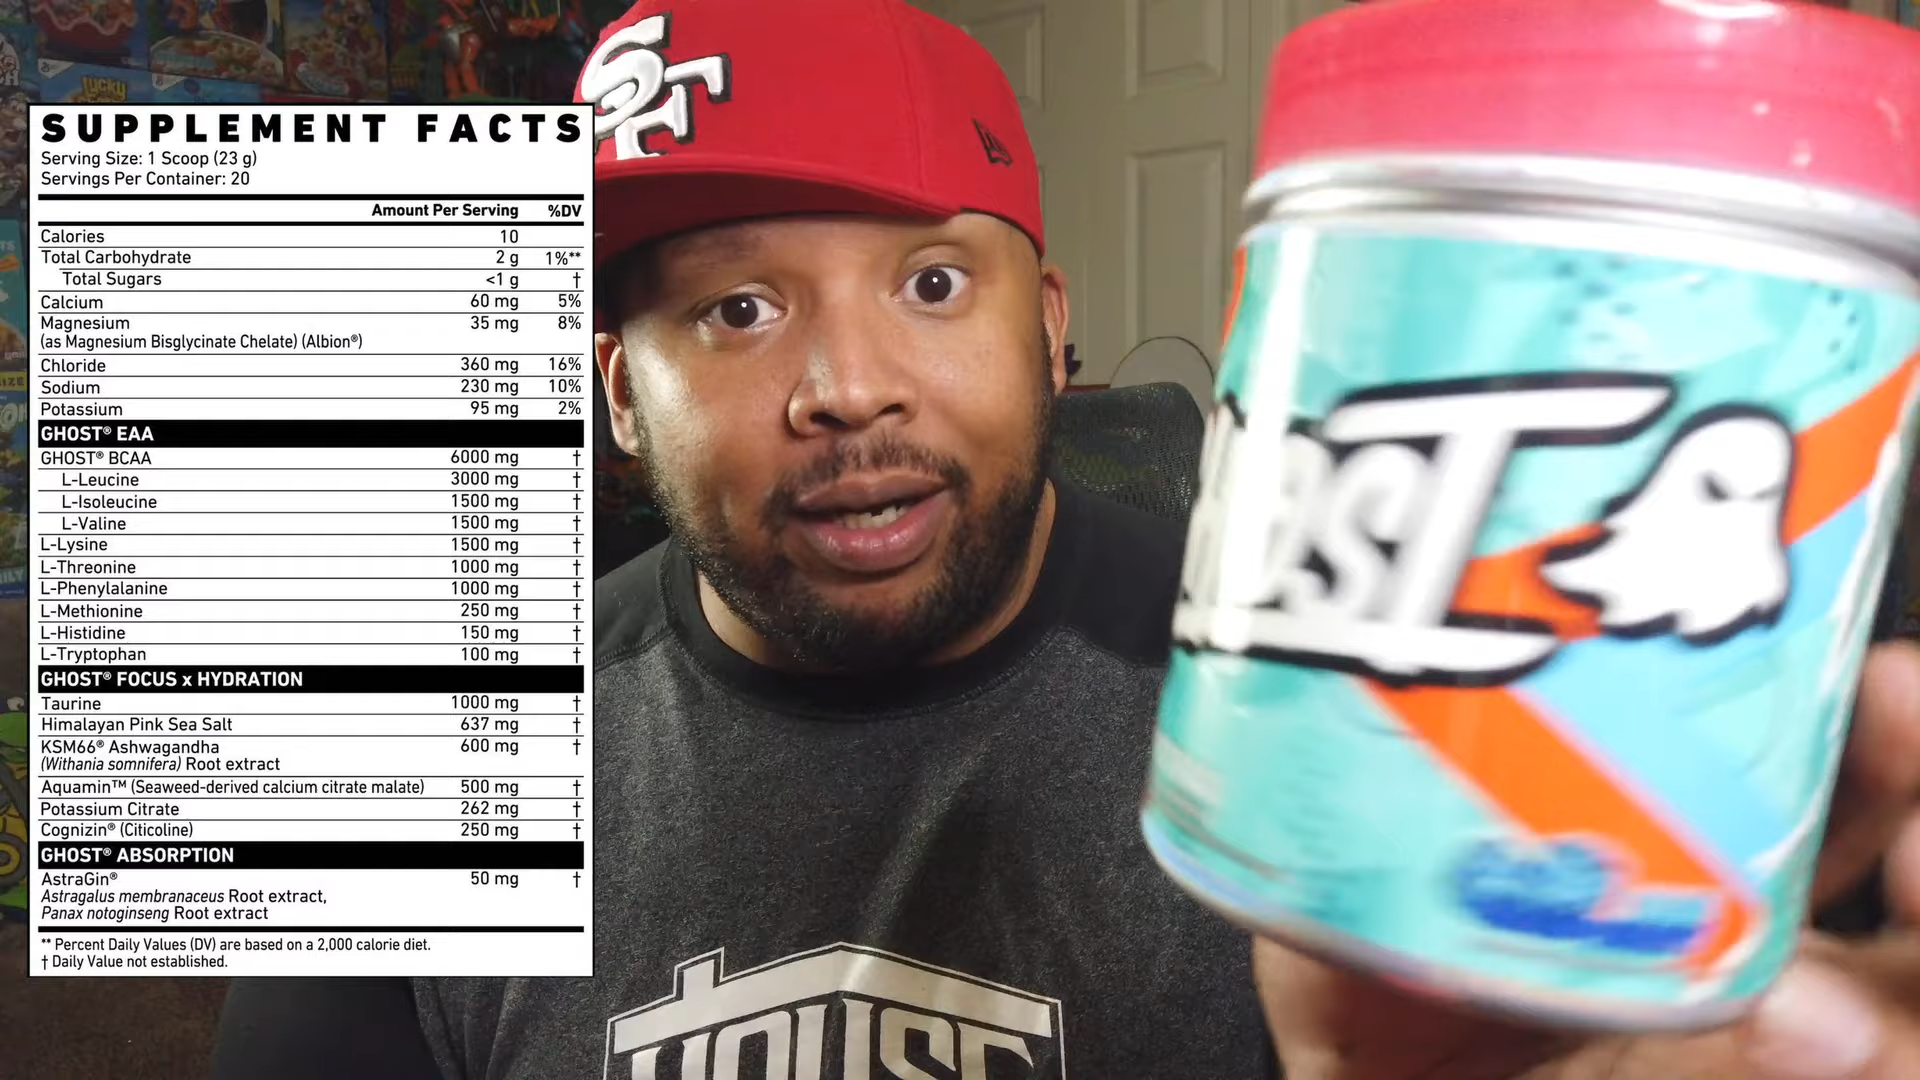 SUPPLEMENT FACTS
Serving Size: 1 Scoop (23 g)
Servings Per Container: 20
Amount Per Serving %DV
Calories 10
Total Carbohydrate 2 g 1%**
Total Sugars <1 g †
Calcium 60 mg 5%
Magnesium 35 mg 8%
(as Magnesium Bisglycinate Chelate) (Albion®)
Chloride 360 mg 16%
Sodium 230 mg 10%
Potassium 95 mg 2%
GHOST® EAA
GHOST® BCAA 6000 mg †
L-Leucine 3000 mg †
L-Isoleucine 1500 mg †
L-Valine 1500 mg †
L-Lysine 1500 mg †
L-Threonine 1000 mg †
L-Phenylalanine 1000 mg †
L-Methionine 250 mg †
L-Histidine 150 mg †
L-Tryptophan 100 mg †
GHOST® FOCUS x HYDRATION
Taurine 1000 mg †
Himalayan Pink Sea Salt 637 mg †
KSM66® Ashwagandha 600 mg †
(Withania somnifera) Root extract
Aquamin™ (Seaweed-derived calcium citrate malate) 500 mg †
Potassium Citrate 262 mg †
Cognizin® (Citicoline) 250 mg †
GHOST® ABSORPTION
AstraGin® 50 mg †
Astragalus membranaceus Root extract,
Panax notoginseng Root extract
** Percent Daily Values (DV) are based on a 2,000 calorie diet.
† Daily Value not established.
LUCKY
SF
GHOST
HOUSE